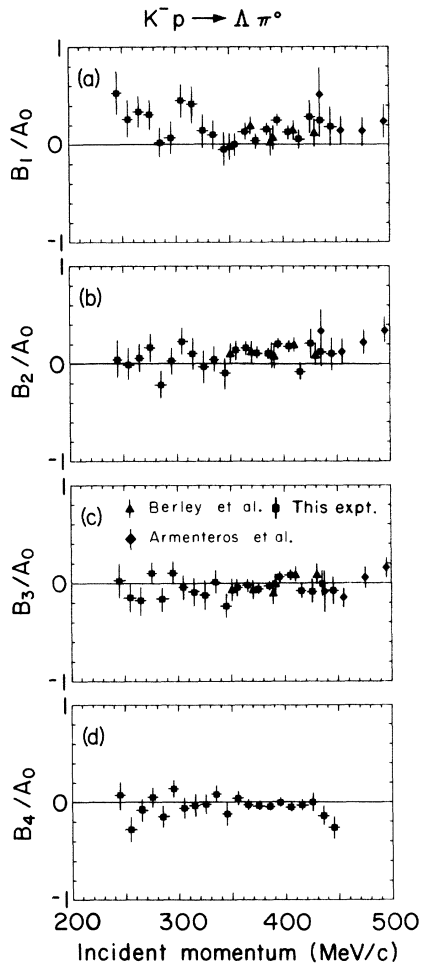 K⁻p → Λ π°
1
(a)
B₁/A₀
0
-1
1
(b)
B₂/A₀
0
-1
1
(c) ▲ Berley et al. ■ This expt.
◆ Armenteros et al.
B₃/A₀
0
-1
1
(d)
B₄/A₀
0
-1
200 300 400 500
Incident momentum (MeV/c)